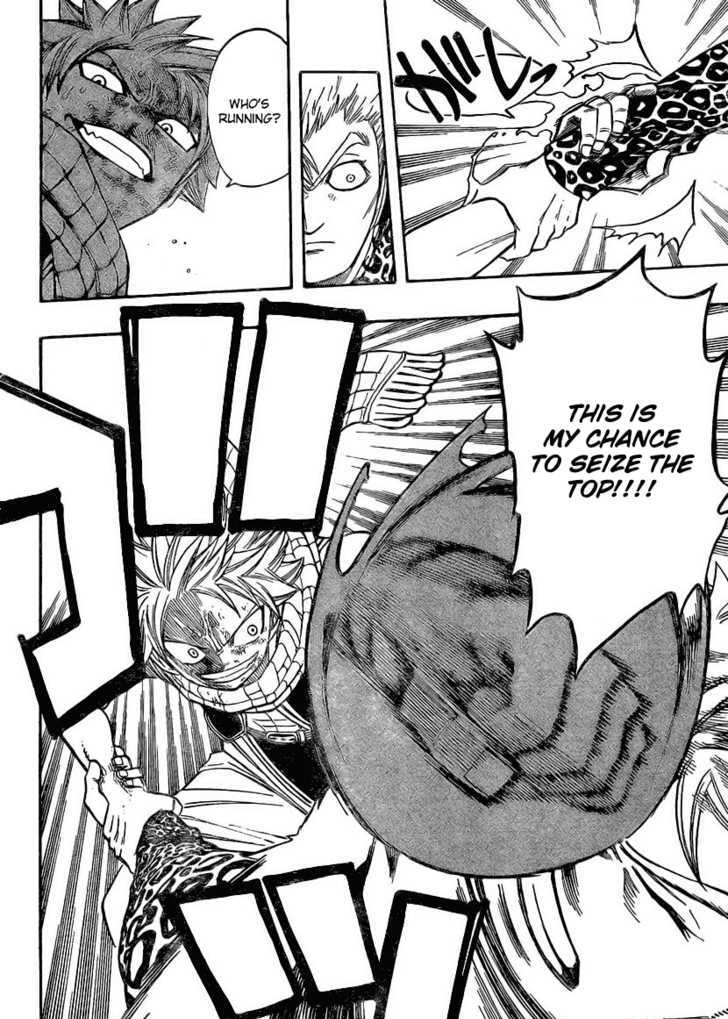 WHO'S
RUNNING?
THIS IS
MY CHANCE
TO SEIZE THE
TOP!!!!